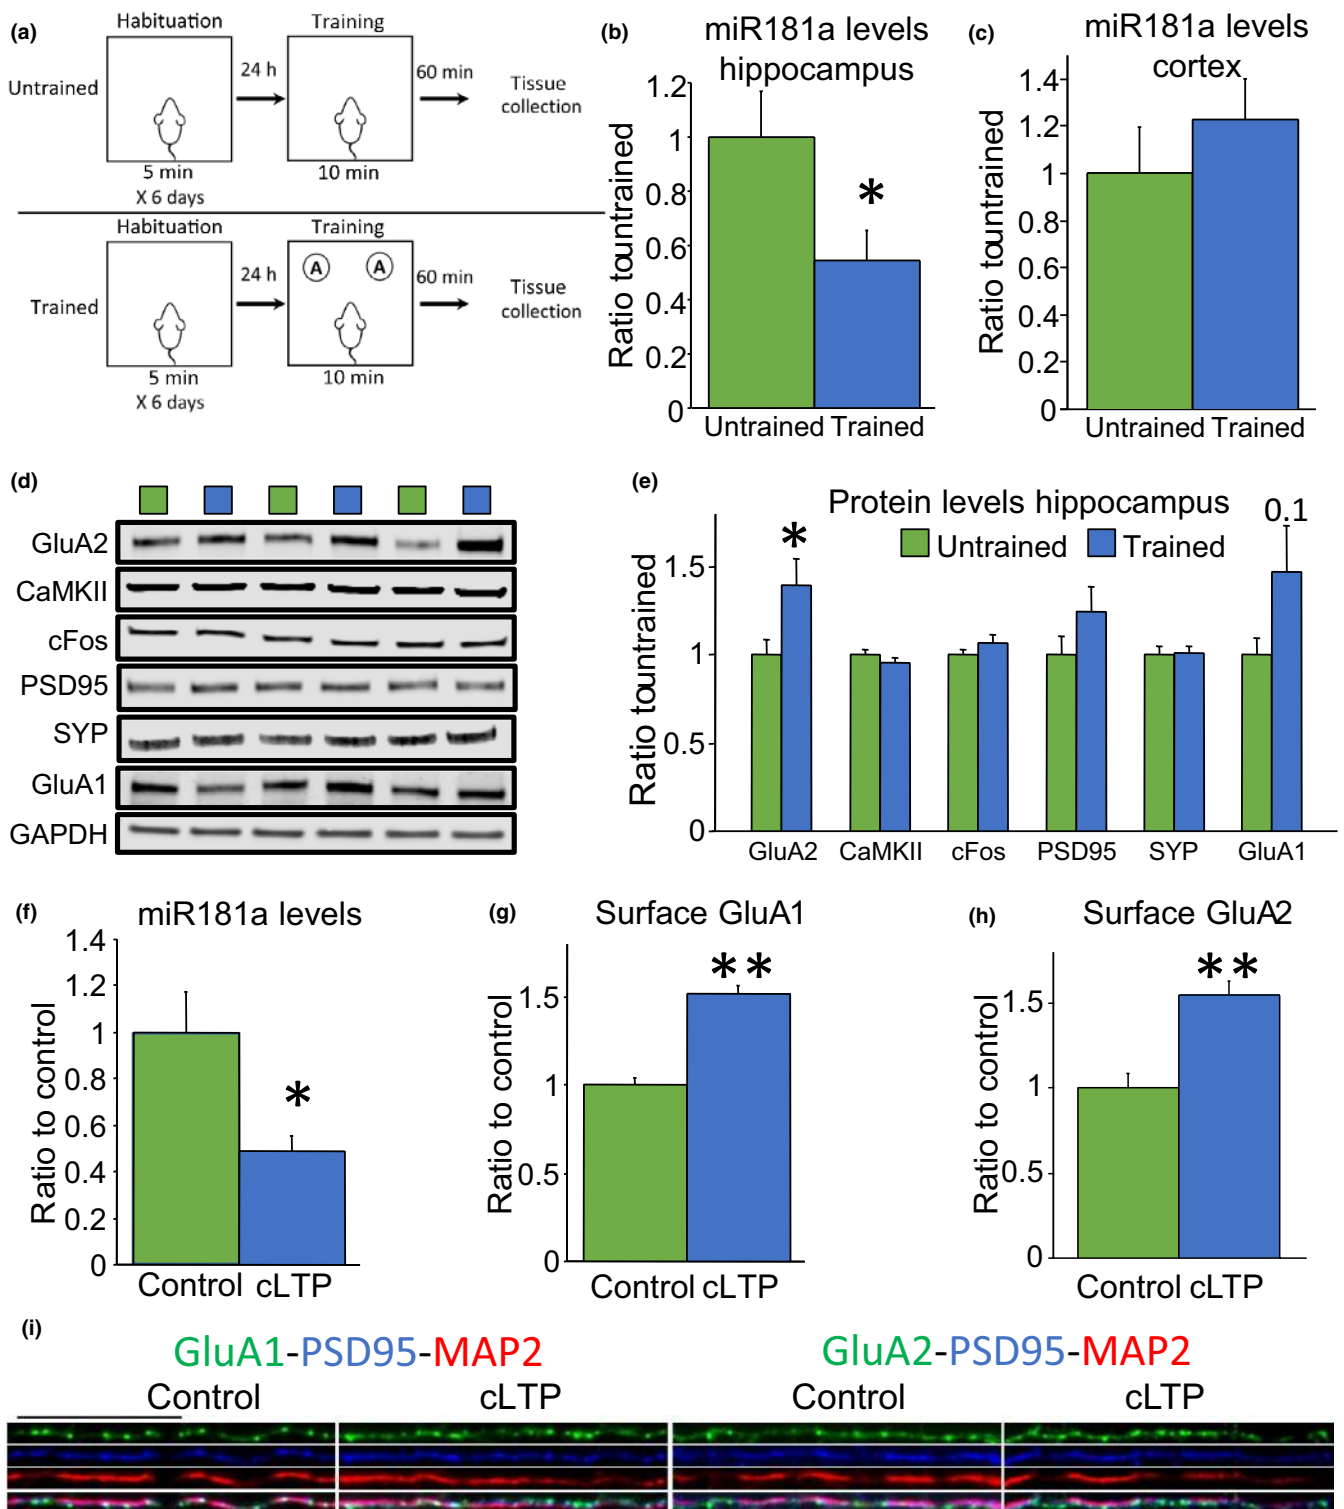 (a)
Habituation
Training
Untrained
24 h
60 min
Tissue
collection
5 min
X 6 days
10 min
Habituation
Training
Trained
24 h
A A
60 min
Tissue
collection
5 min
X 6 days
10 min
(b)
miR181a levels
hippocampus
Ratio tountrained
1.2
1
0.8
*
0.6
0.4
0.2
0
Untrained Trained
(c)
miR181a levels
cortex
Ratio tountrained
1.4
1.2
1
0.8
0.6
0.4
0.2
0
Untrained Trained
(d)
GluA2
CaMKII
cFos
PSD95
SYP
GluA1
GAPDH
(e)
Protein levels hippocampus
Untrained Trained
Ratio tountrained
* 0.1
1.5
1
0.5
0
GluA2 CaMKII cFos PSD95 SYP GluA1
(f)
miR181a levels
Ratio to control
1.4
1.2
1
0.8
*
0.6
0.4
0.2
0
Control cLTP
(g)
Surface GluA1
Ratio to control
**
1.5
1
0.5
0
Control cLTP
(h)
Surface GluA2
Ratio to control
**
1.5
1
0.5
0
Control cLTP
(i)
GluA1-PSD95-MAP2
Control cLTP
GluA2-PSD95-MAP2
Control cLTP